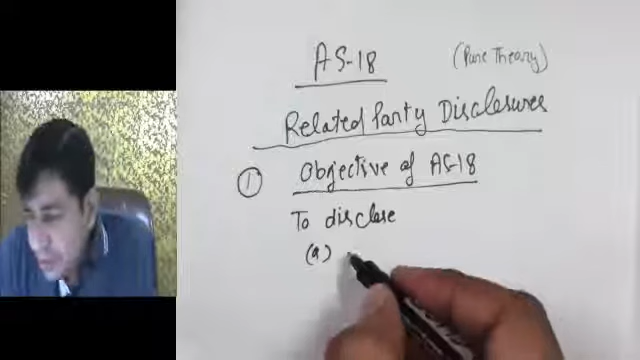 AS-18 (Pure Theory)
Related Party Disclosures
① Objective of AS-18
To disclose
(a)